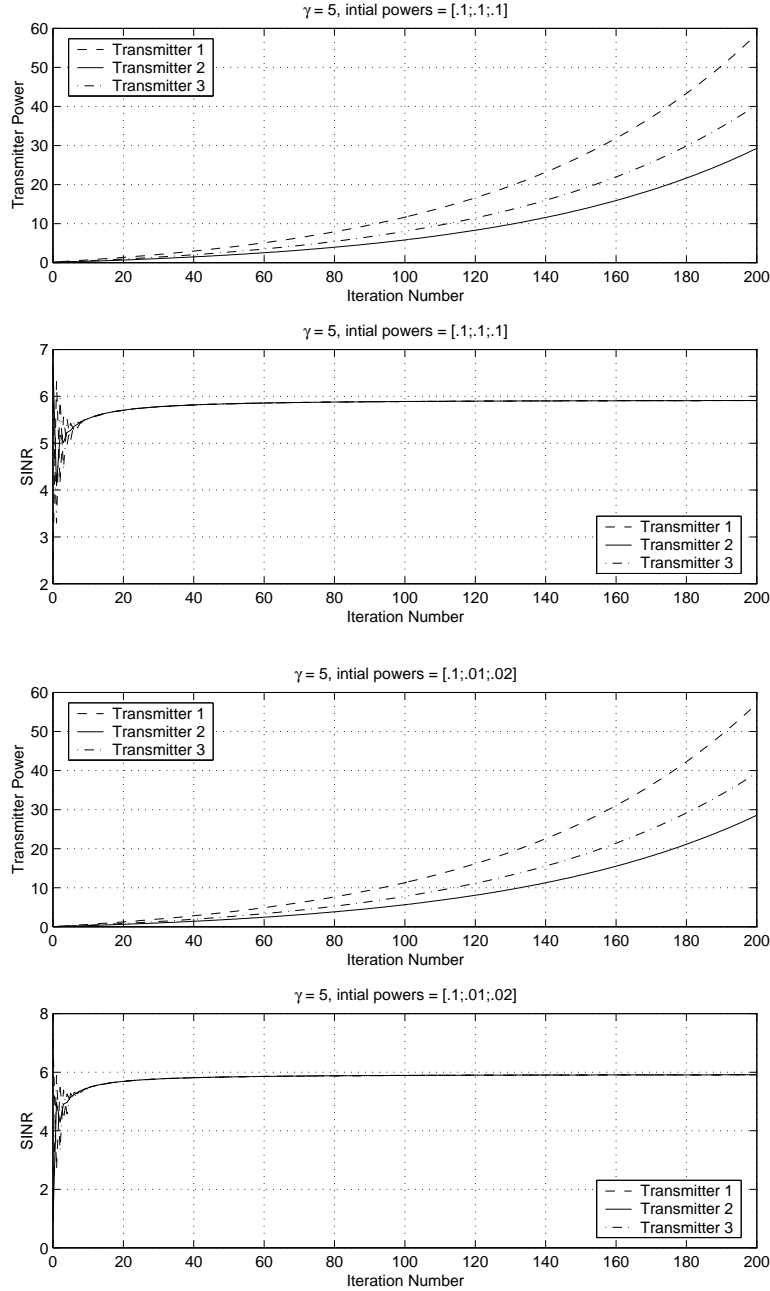 γ = 5, intial powers = [.1;.1;.1]
60
50
40
30
20
10
0
Transmitter Power
Transmitter 1
Transmitter 2
Transmitter 3
0 20 40 60 80 100 120 140 160 180 200
Iteration Number
γ = 5, intial powers = [.1;.1;.1]
7
6
5
4
3
2
SINR
Transmitter 1
Transmitter 2
Transmitter 3
0 20 40 60 80 100 120 140 160 180 200
Iteration Number
γ = 5, intial powers = [.1;.01;.02]
60
50
40
30
20
10
0
Transmitter Power
Transmitter 1
Transmitter 2
Transmitter 3
0 20 40 60 80 100 120 140 160 180 200
Iteration Number
γ = 5, intial powers = [.1;.01;.02]
8
6
4
2
0
SINR
Transmitter 1
Transmitter 2
Transmitter 3
0 20 40 60 80 100 120 140 160 180 200
Iteration Number